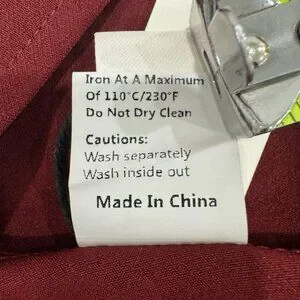 Iron At A Maximum
Of 110°C/230°F
Do Not Dry Clean
Cautions:
Wash separately
Wash inside out
Made In China